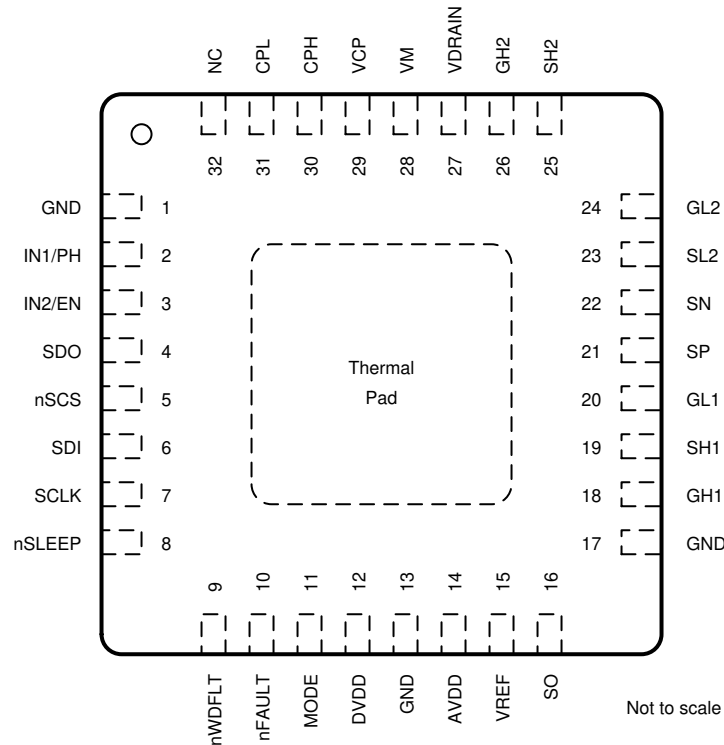 NC CPL CPH VCP VM VDRAIN GH2 SH2
32 31 30 29 28 27 26 25
GND 1 24 GL2
IN1/PH 2 23 SL2
IN2/EN 3 22 SN
SDO 4 21 SP
nSCS 5 20 GL1
SDI 6 19 SH1
SCLK 7 18 GH1
nSLEEP 8 17 GND
Thermal
Pad
9 10 11 12 13 14 15 16
nWDFLT nFAULT MODE DVDD GND AVDD VREF SO
Not to scale